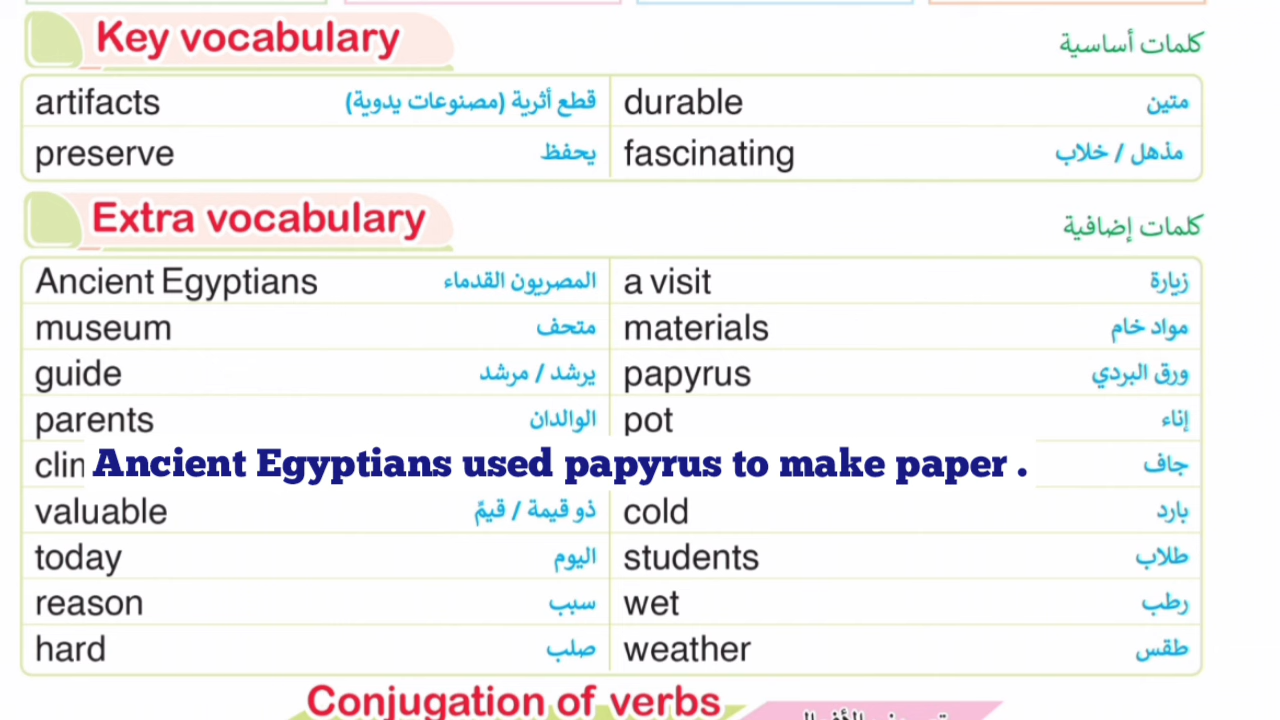 Key vocabulary كلمات أساسية
artifacts قطع أثرية (مصنوعات يدوية) durable متين
preserve يحفظ fascinating مذهل / خلاب
Extra vocabulary كلمات إضافية
Ancient Egyptians المصريون القدماء a visit زيارة
museum متحف materials مواد خام
guide يرشد / مرشد papyrus ورق البردي
parents الوالدان pot إناء
Ancient Egyptians used papyrus to make paper . جاف
valuable ذو قيمة / قيمّ cold بارد
today اليوم students طلاب
reason سبب wet رطب
hard صلب weather طقس
Conjugation of verbs